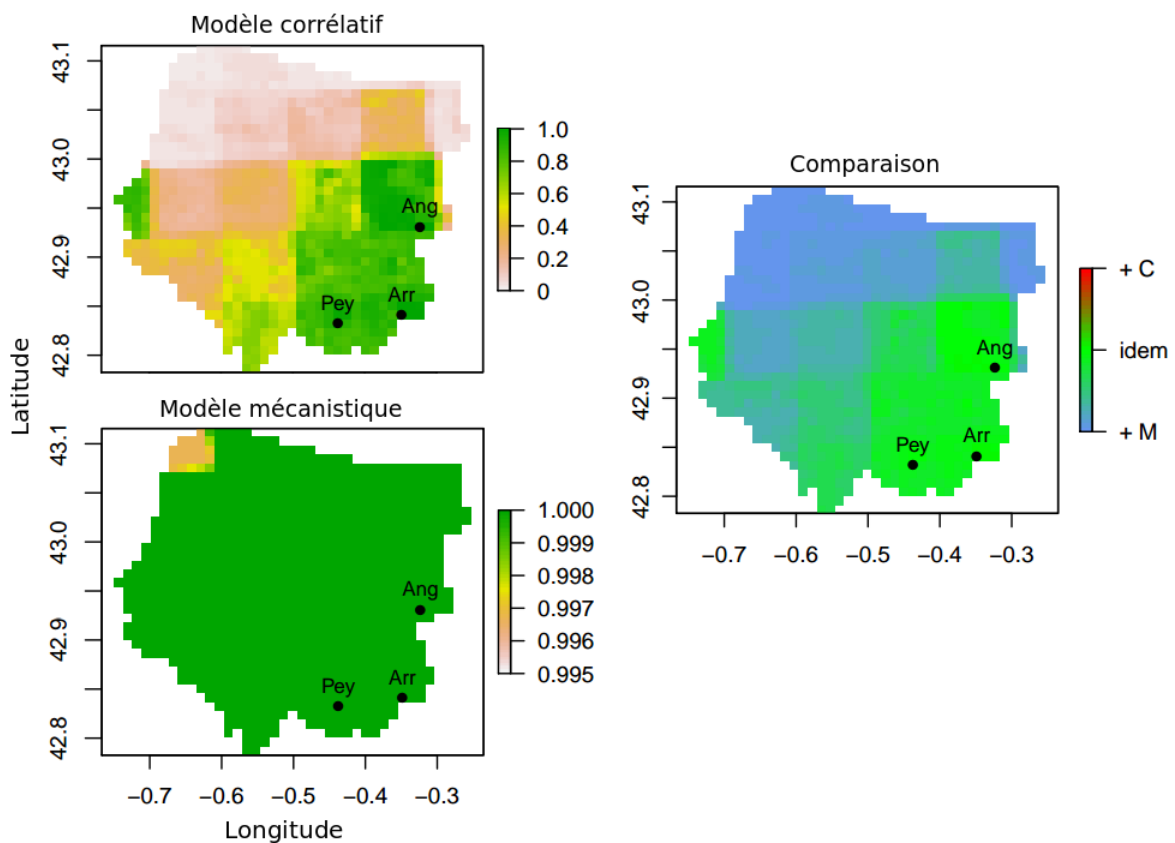 Modèle corrélatif
43.1
43.0
42.9
42.8
Ang
Pey
Arr
1.0
0.8
0.6
0.4
0.2
0
Latitude
Modèle mécanistique
43.1
43.0
42.9
42.8
Ang
Pey
Arr
1.000
0.999
0.998
0.997
0.996
0.995
−0.7
−0.6
−0.5
−0.4
−0.3
Longitude
Comparaison
43.1
43.0
42.9
42.8
Ang
Pey
Arr
+ C
idem
+ M
−0.7
−0.6
−0.5
−0.4
−0.3